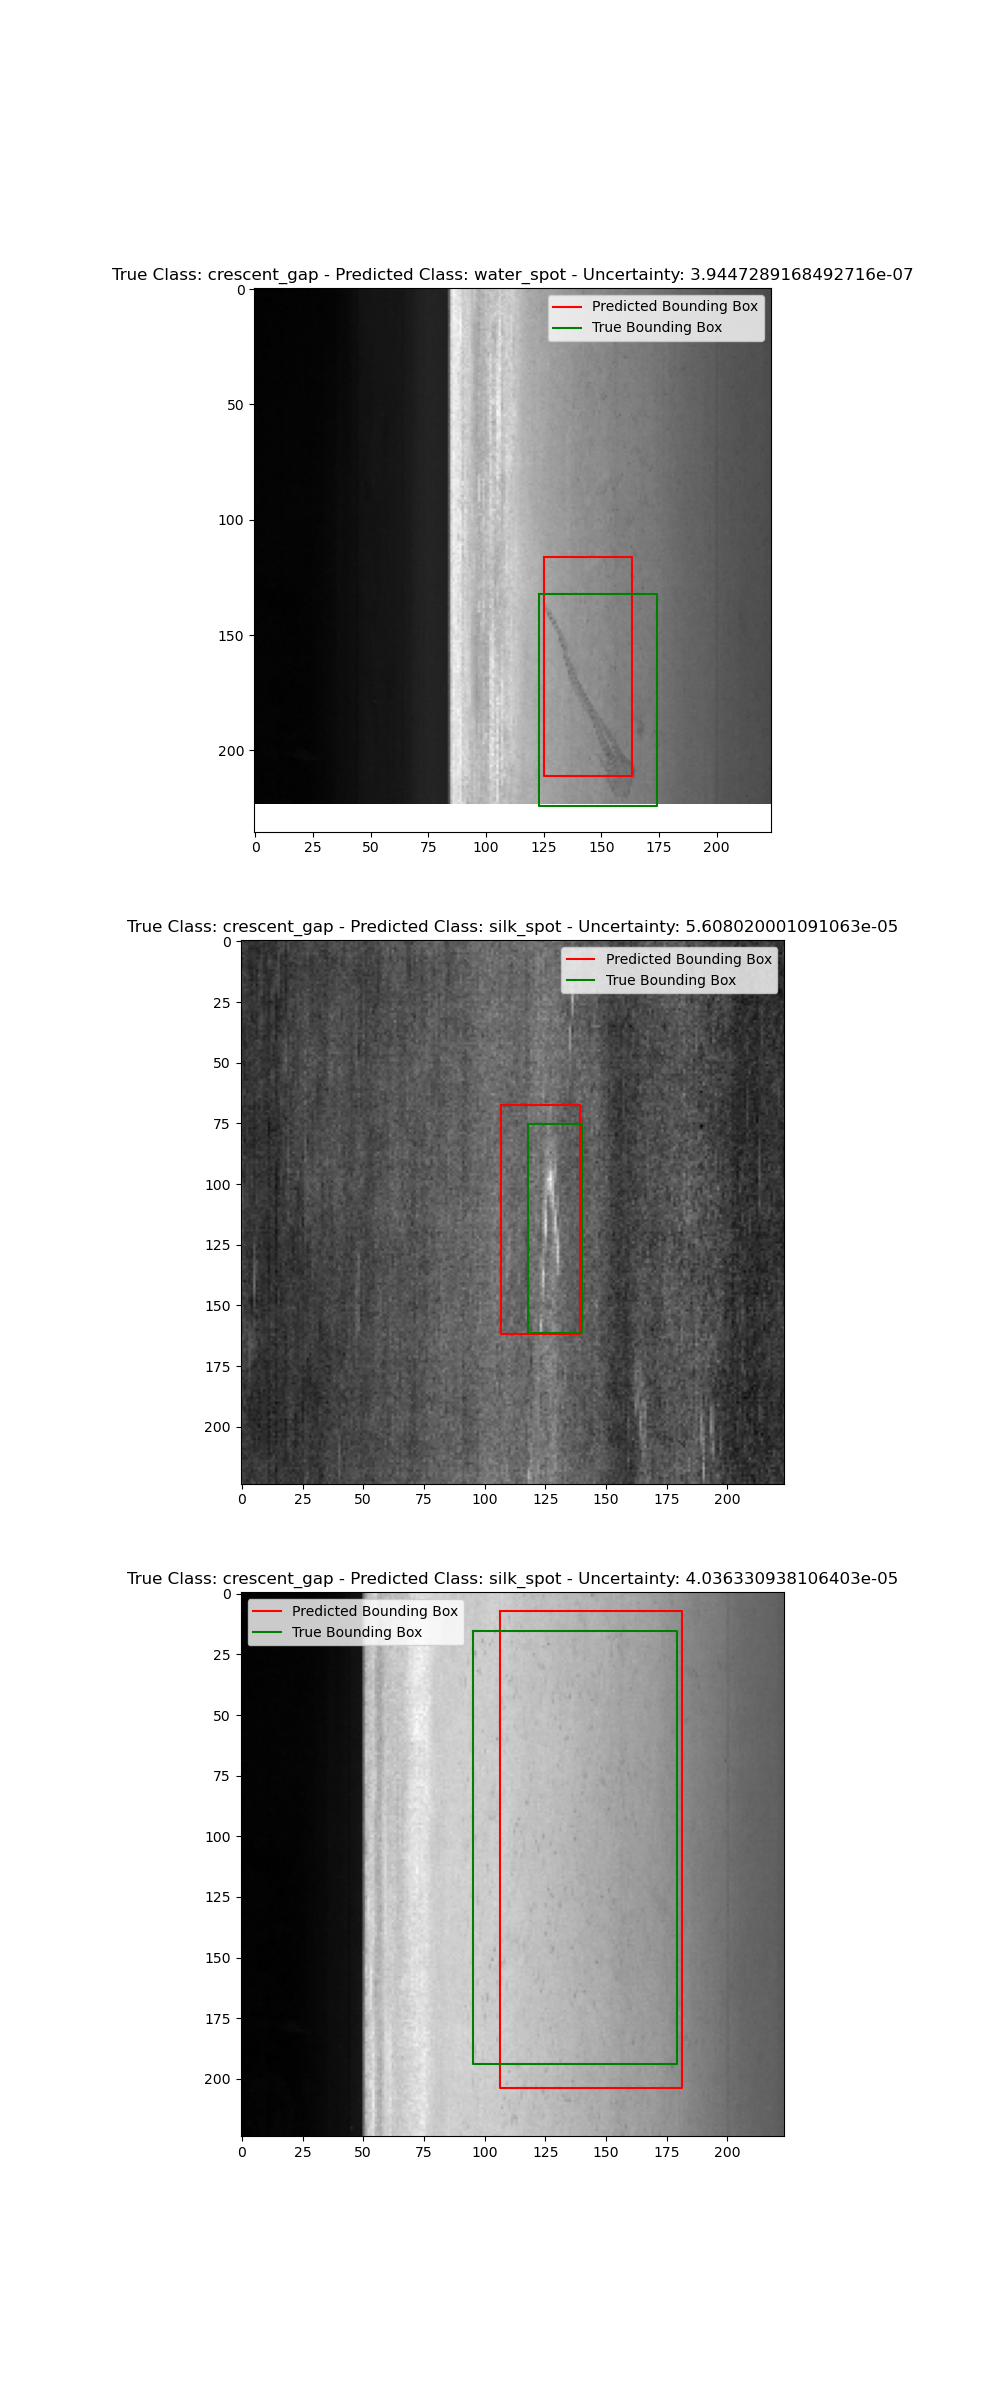 True Class: crescent_gap - Predicted Class: water_spot - Uncertainty: 3.9447289168492716e-07
Predicted Bounding Box
True Bounding Box
0
50
100
150
200
0 25 50 75 100 125 150 175 200
True Class: crescent_gap - Predicted Class: silk_spot - Uncertainty: 5.608020001091063e-05
Predicted Bounding Box
True Bounding Box
0
25
50
75
100
125
150
175
200
0 25 50 75 100 125 150 175 200
True Class: crescent_gap - Predicted Class: silk_spot - Uncertainty: 4.036330938106403e-05
Predicted Bounding Box
True Bounding Box
0
25
50
75
100
125
150
175
200
0 25 50 75 100 125 150 175 200